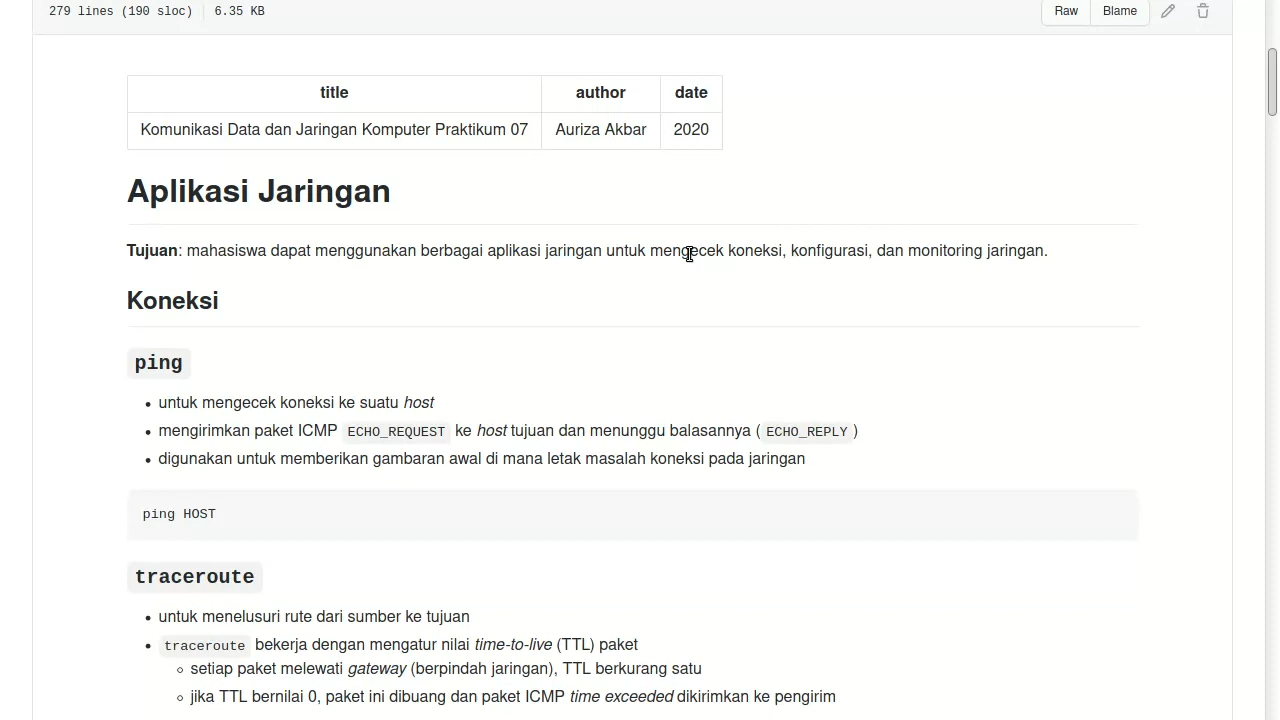 279 lines (190 sloc) 6.35 KB Raw Blame
title author date
Komunikasi Data dan Jaringan Komputer Praktikum 07 Auriza Akbar 2020
Aplikasi Jaringan
Tujuan: mahasiswa dapat menggunakan berbagai aplikasi jaringan untuk mengecek koneksi, konfigurasi, dan monitoring jaringan.
Koneksi
ping
• untuk mengecek koneksi ke suatu host
• mengirimkan paket ICMP ECHO_REQUEST ke host tujuan dan menunggu balasannya ( ECHO_REPLY )
• digunakan untuk memberikan gambaran awal di mana letak masalah koneksi pada jaringan
ping HOST
traceroute
• untuk menelusuri rute dari sumber ke tujuan
• traceroute bekerja dengan mengatur nilai time-to-live (TTL) paket
◦ setiap paket melewati gateway (berpindah jaringan), TTL berkurang satu
◦ jika TTL bernilai 0, paket ini dibuang dan paket ICMP time exceeded dikirimkan ke pengirim